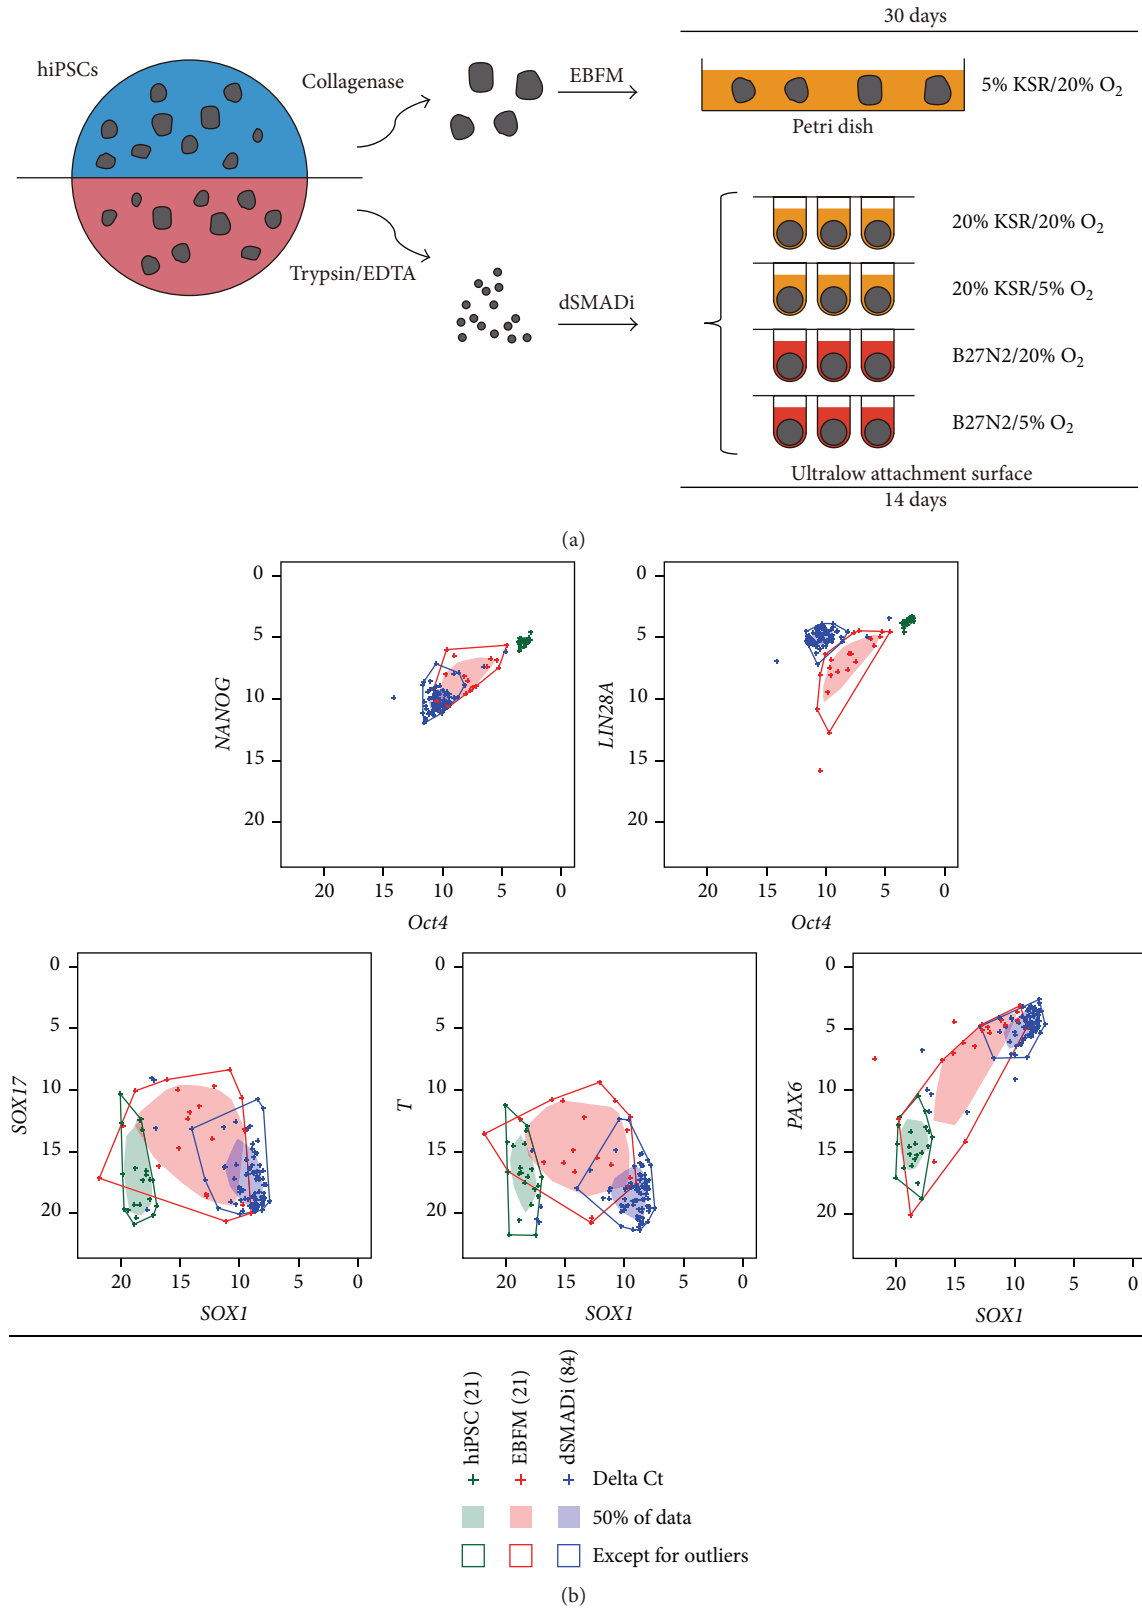 30 days
hiPSCs
Collagenase
EBFM
5% KSR/20% O2
Petri dish
20% KSR/20% O2
Trypsin/EDTA
20% KSR/5% O2
dSMADi
B27N2/20% O2
B27N2/5% O2
Ultralow attachment surface
14 days
(a)
0
5
10
15
20
NANOG
20 15 10 5 0
Oct4
0
5
10
15
20
LIN28A
20 15 10 5 0
Oct4
0
5
10
15
20
SOX17
20 15 10 5 0
SOX1
0
5
10
15
20
T
20 15 10 5 0
SOX1
0
5
10
15
20
PAX6
20 15 10 5 0
SOX1
hiPSC (21)
EBFM (21)
dSMADi (84)
Delta Ct
50% of data
Except for outliers
(b)